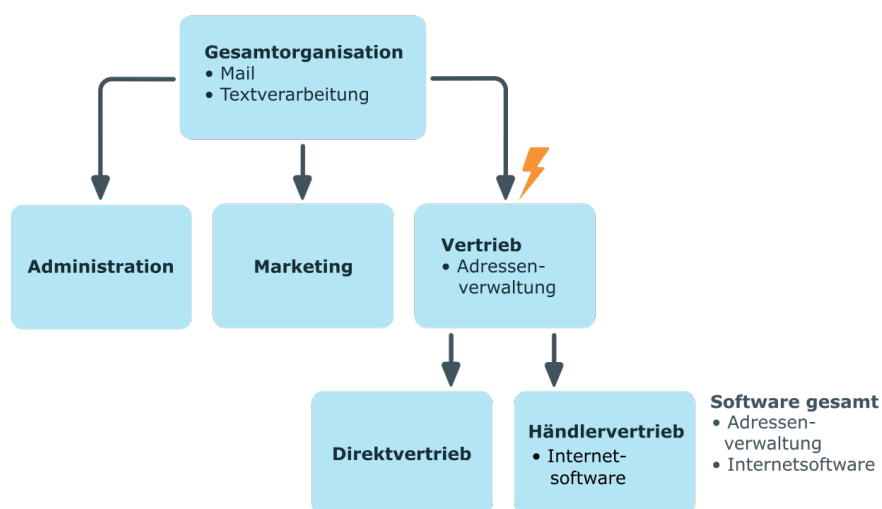 Gesamtorganisation
• Mail
• Textverarbeitung
Administration
Marketing
Vertrieb
• Adressen-
verwaltung
Direktvertrieb
Händlervertrieb
• Internet-
software
Software gesamt
• Adressen-
verwaltung
• Internetsoftware